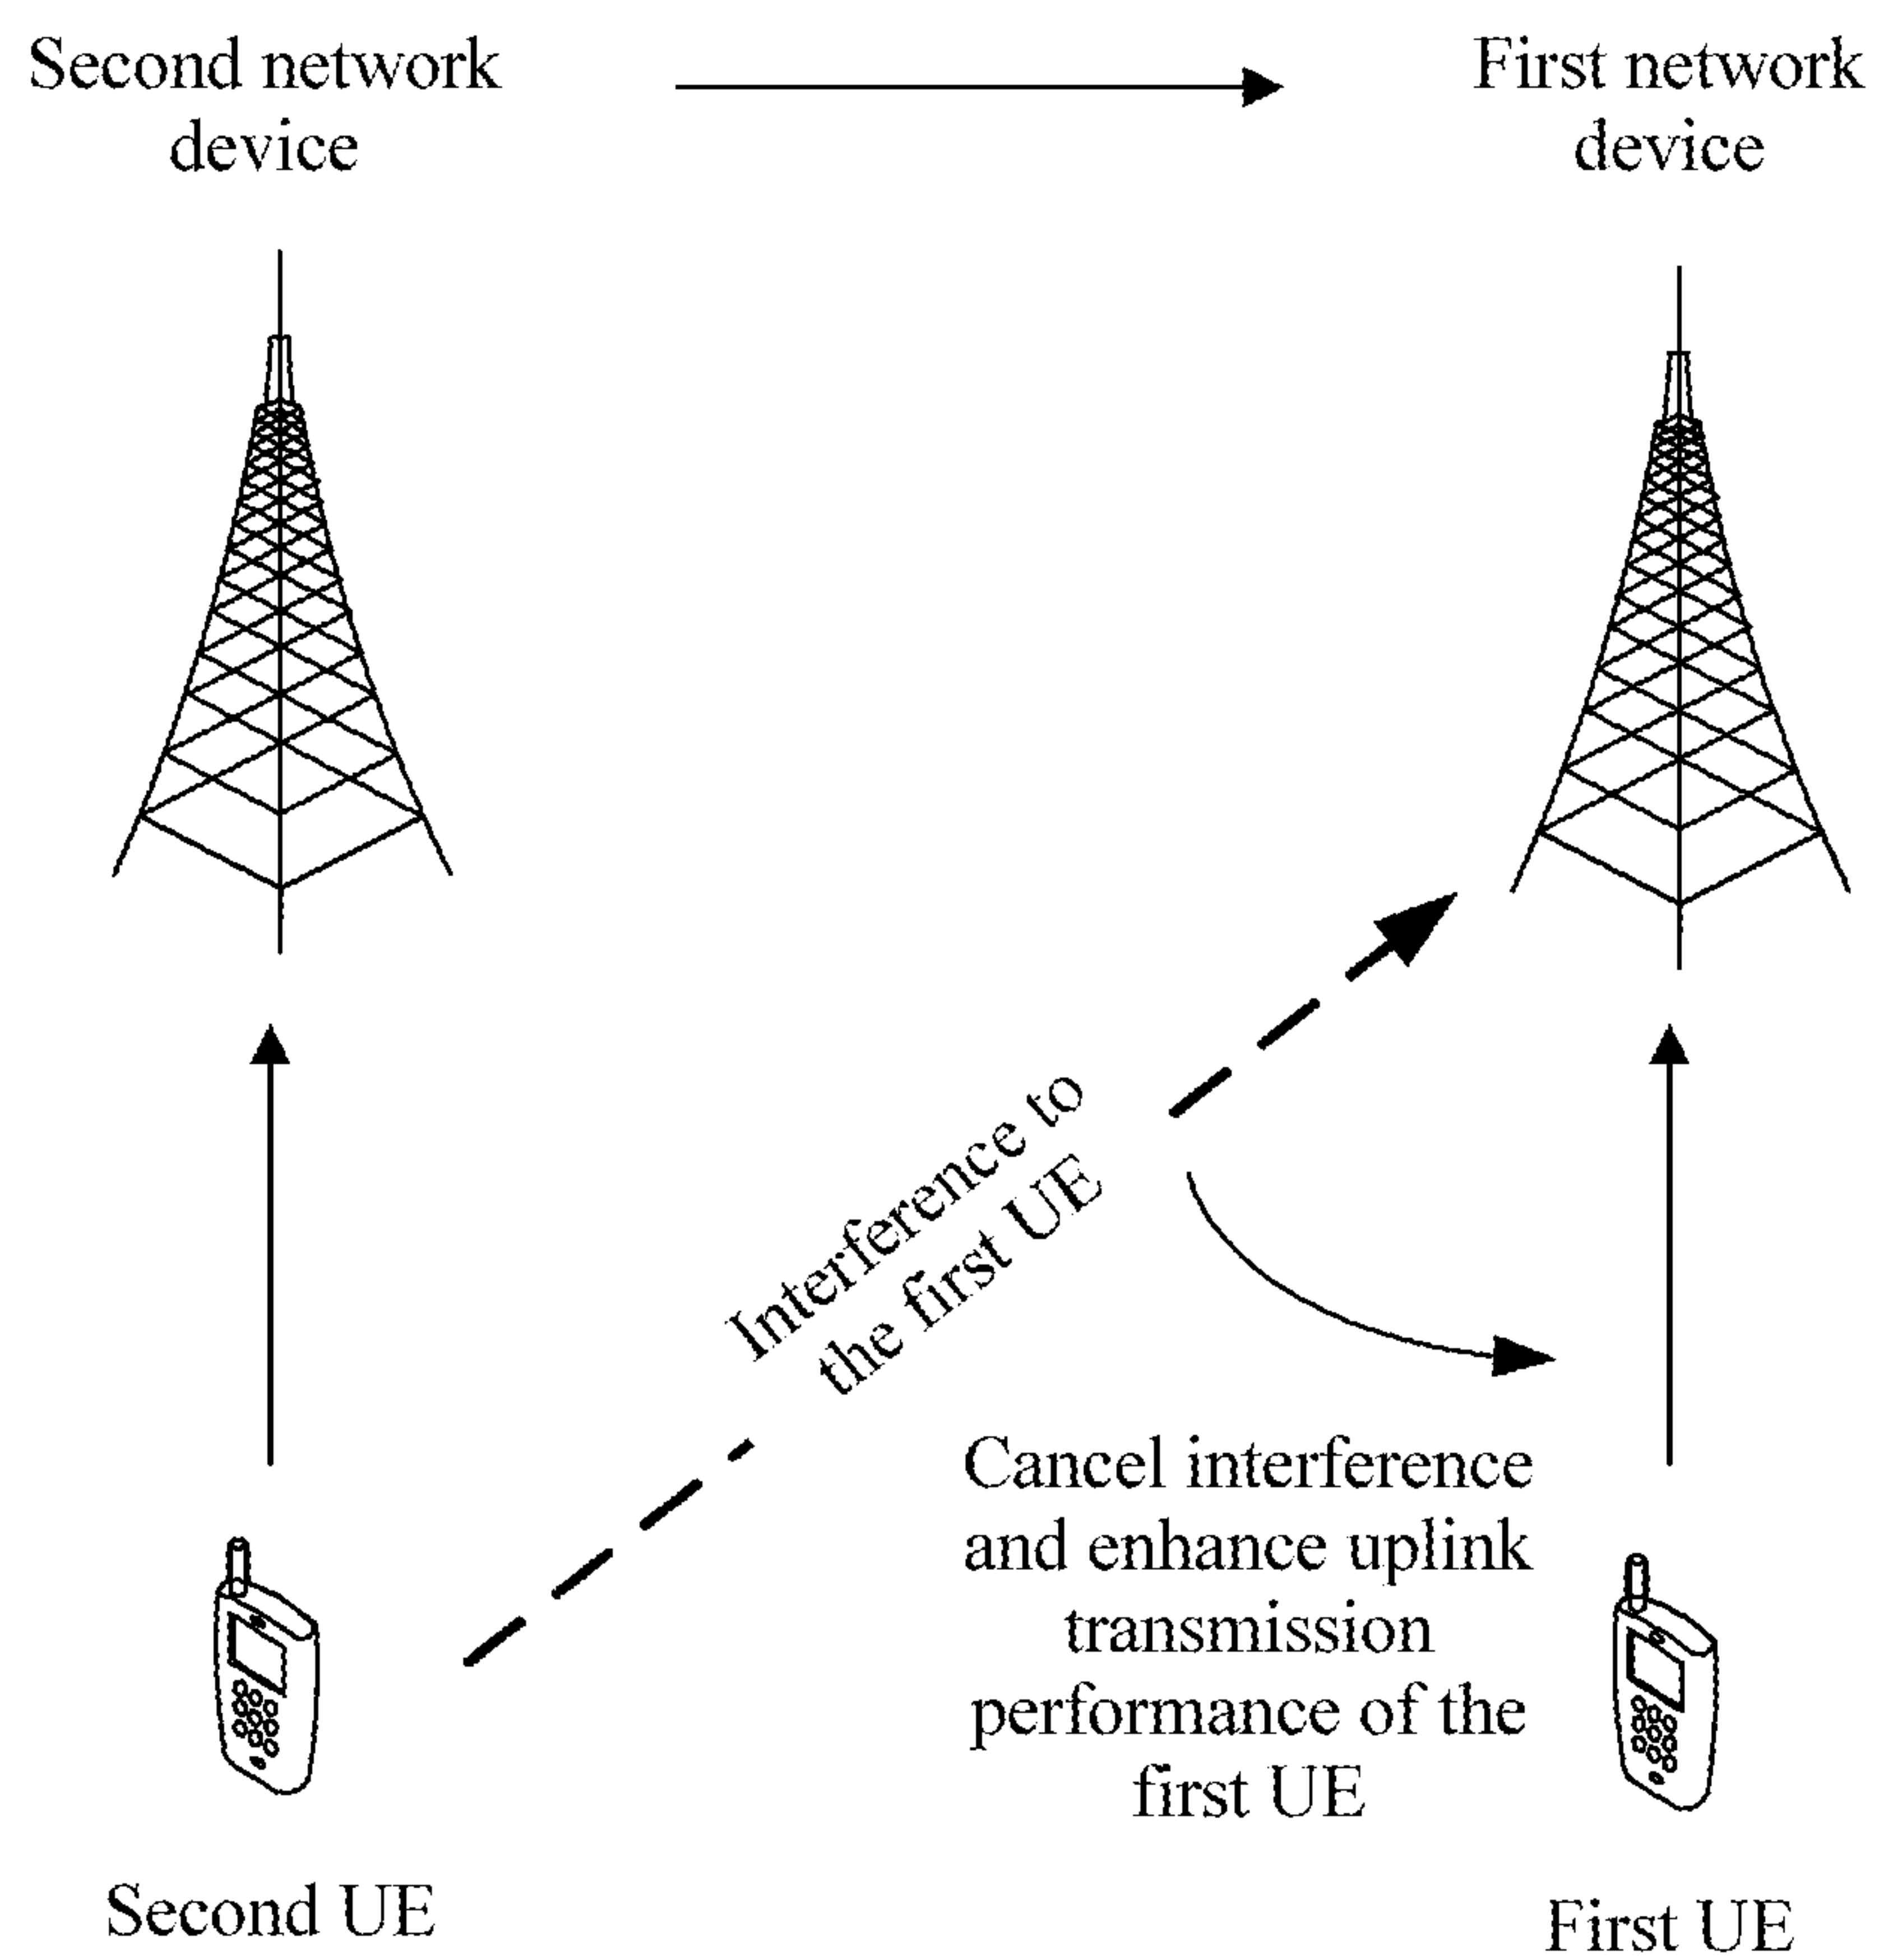 Second network
device
First network
device
Interference to
the first UE
Cancel interference
and enhance uplink
transmission
performance of the
first UE
Second UE
First UE